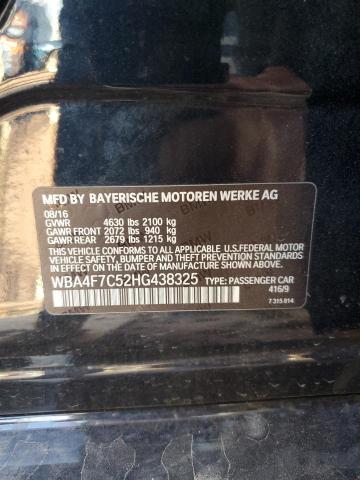 MFD BY BAYERISCHE MOTOREN WERKE AG
08/16
GVWR 4630 lbs 2100 kg
GAWR FRONT 2072 lbs 940 kg
GAWR REAR 2679 lbs 1215 kg
THIS VEHICLE CONFORMS TO ALL APPLICABLE U.S.FEDERAL MOTOR
VEHICLE SAFETY, BUMPER, AND THEFT PREVENTION STANDARDS
IN EFFECT ON THE DATE OF MANUFACTURE SHOWN ABOVE.
WBA4F7C52HG438325 TYPE: PASSENGER CAR
416/9
7 315 814